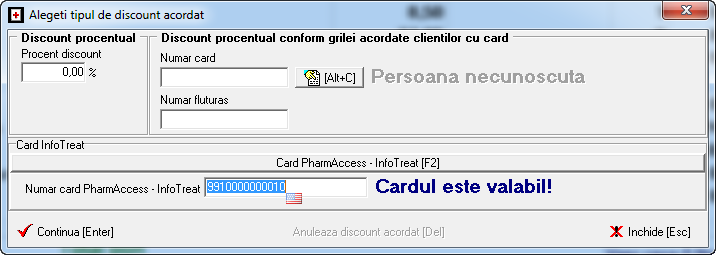 Alegeti tipul de discount acordat
Discount procentual
Procent discount
0,00 %
Discount procentual conform grilei acordate clientilor cu card
Numar card
[Alt+C]
Persoana necunoscuta
Numar fluturas
Card InfoTreat
Card PharmAccess - InfoTreat [F2]
Numar card PharmAccess - InfoTreat 9910000000010 Cardul este valabil!
Continua [Enter]
Anuleaza discount acordat [Del]
Inchide [Esc]